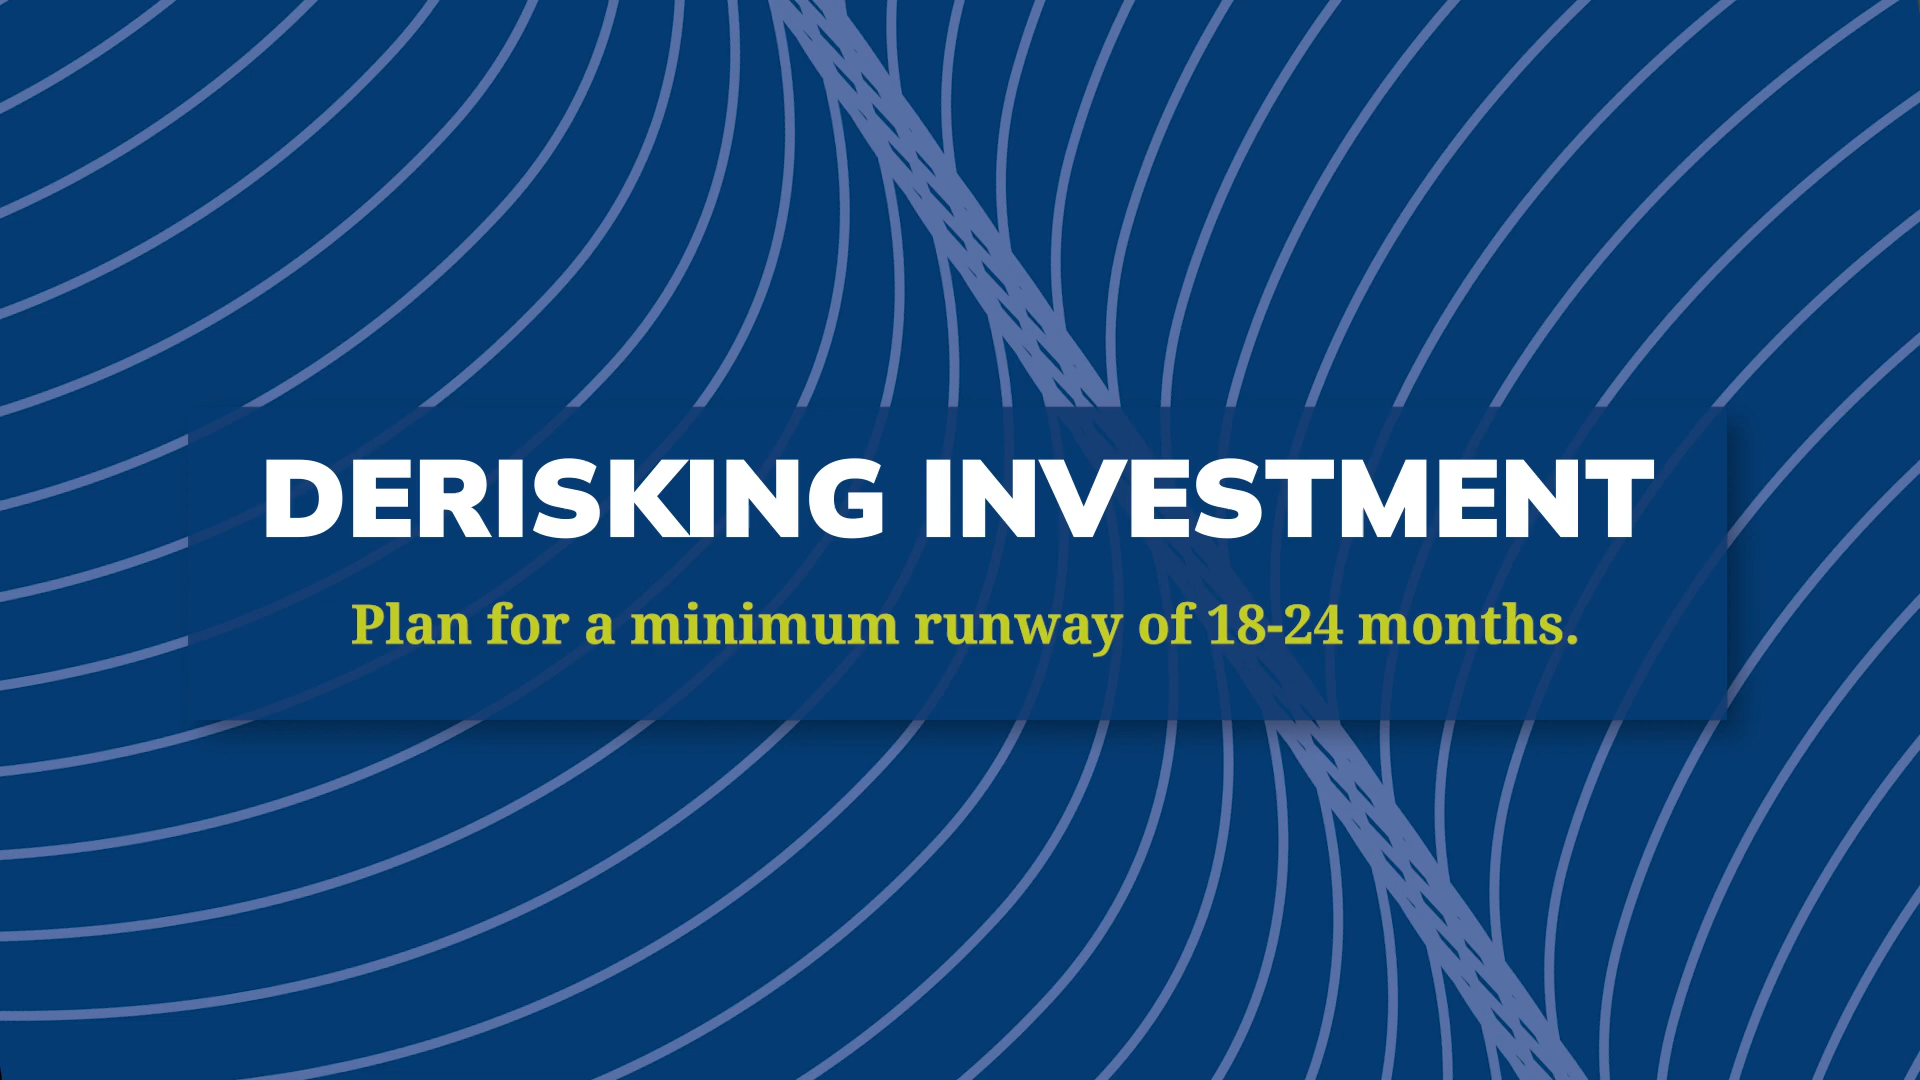 DERISKING INVESTMENT
Plan for a minimum runway of 18-24 months.